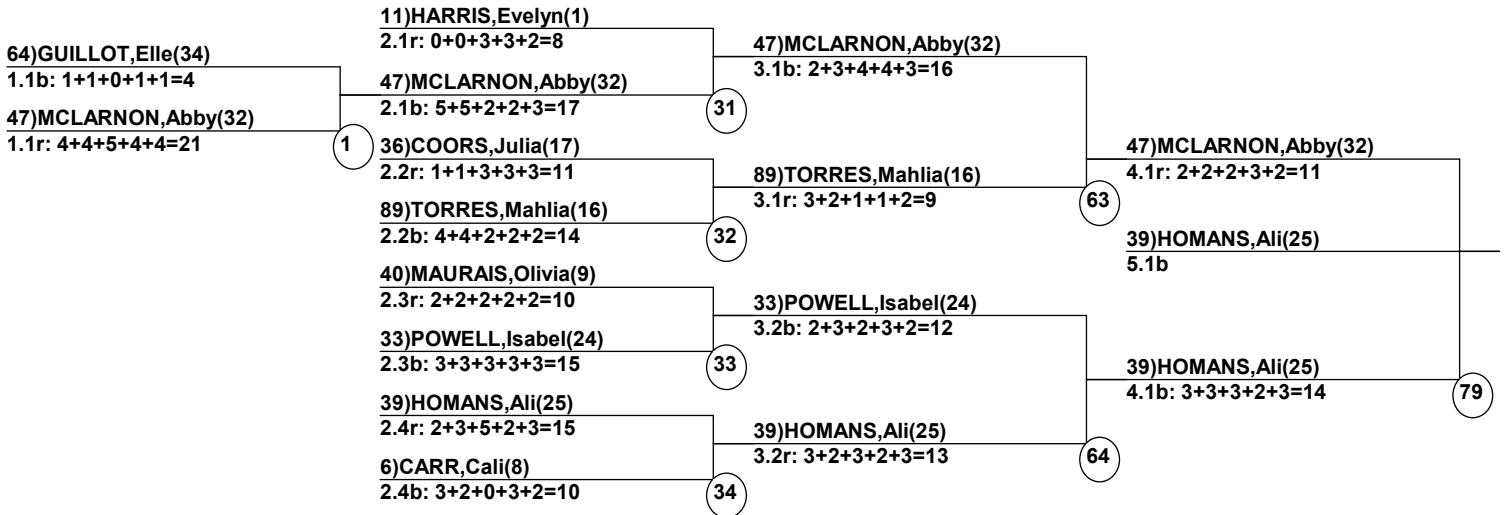 64)GUILLOT,Elle(34)
1.1b: 1+1+0+1+1=4
47)MCLARNON,Abby(32)
1.1r: 4+4+5+4+4=21
1
11)HARRIS,Evelyn(1)
2.1r: 0+0+3+3+2=8
47)MCLARNON,Abby(32)
2.1b: 5+5+2+2+3=17
31
36)COORS,Julia(17)
2.2r: 1+1+3+3+3=11
89)TORRES,Mahlia(16)
2.2b: 4+4+2+2+2=14
32
40)MAURAIS,Olivia(9)
2.3r: 2+2+2+2+2=10
33)POWELL,Isabel(24)
2.3b: 3+3+3+3+3=15
33
39)HOMANS,Ali(25)
2.4r: 2+3+5+2+3=15
6)CARR,Cali(8)
2.4b: 3+2+0+3+2=10
34
47)MCLARNON,Abby(32)
3.1b: 2+3+4+4+3=16
89)TORRES,Mahlia(16)
3.1r: 3+2+1+1+2=9
63
33)POWELL,Isabel(24)
3.2b: 2+3+2+3+2=12
39)HOMANS,Ali(25)
3.2r: 3+2+3+2+3=13
64
47)MCLARNON,Abby(32)
4.1r: 2+2+2+3+2=11
39)HOMANS,Ali(25)
5.1b
39)HOMANS,Ali(25)
4.1b: 3+3+3+2+3=14
79